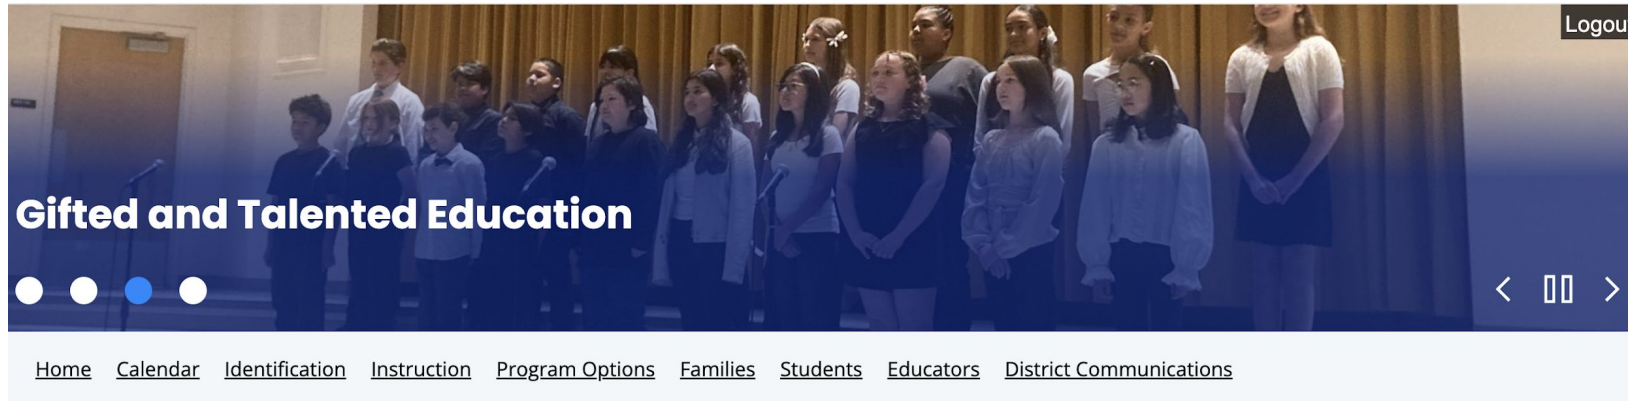 Logou
Gifted and Talented Education
Home Calendar Identification Instruction Program Options Families Students Educators District Communications